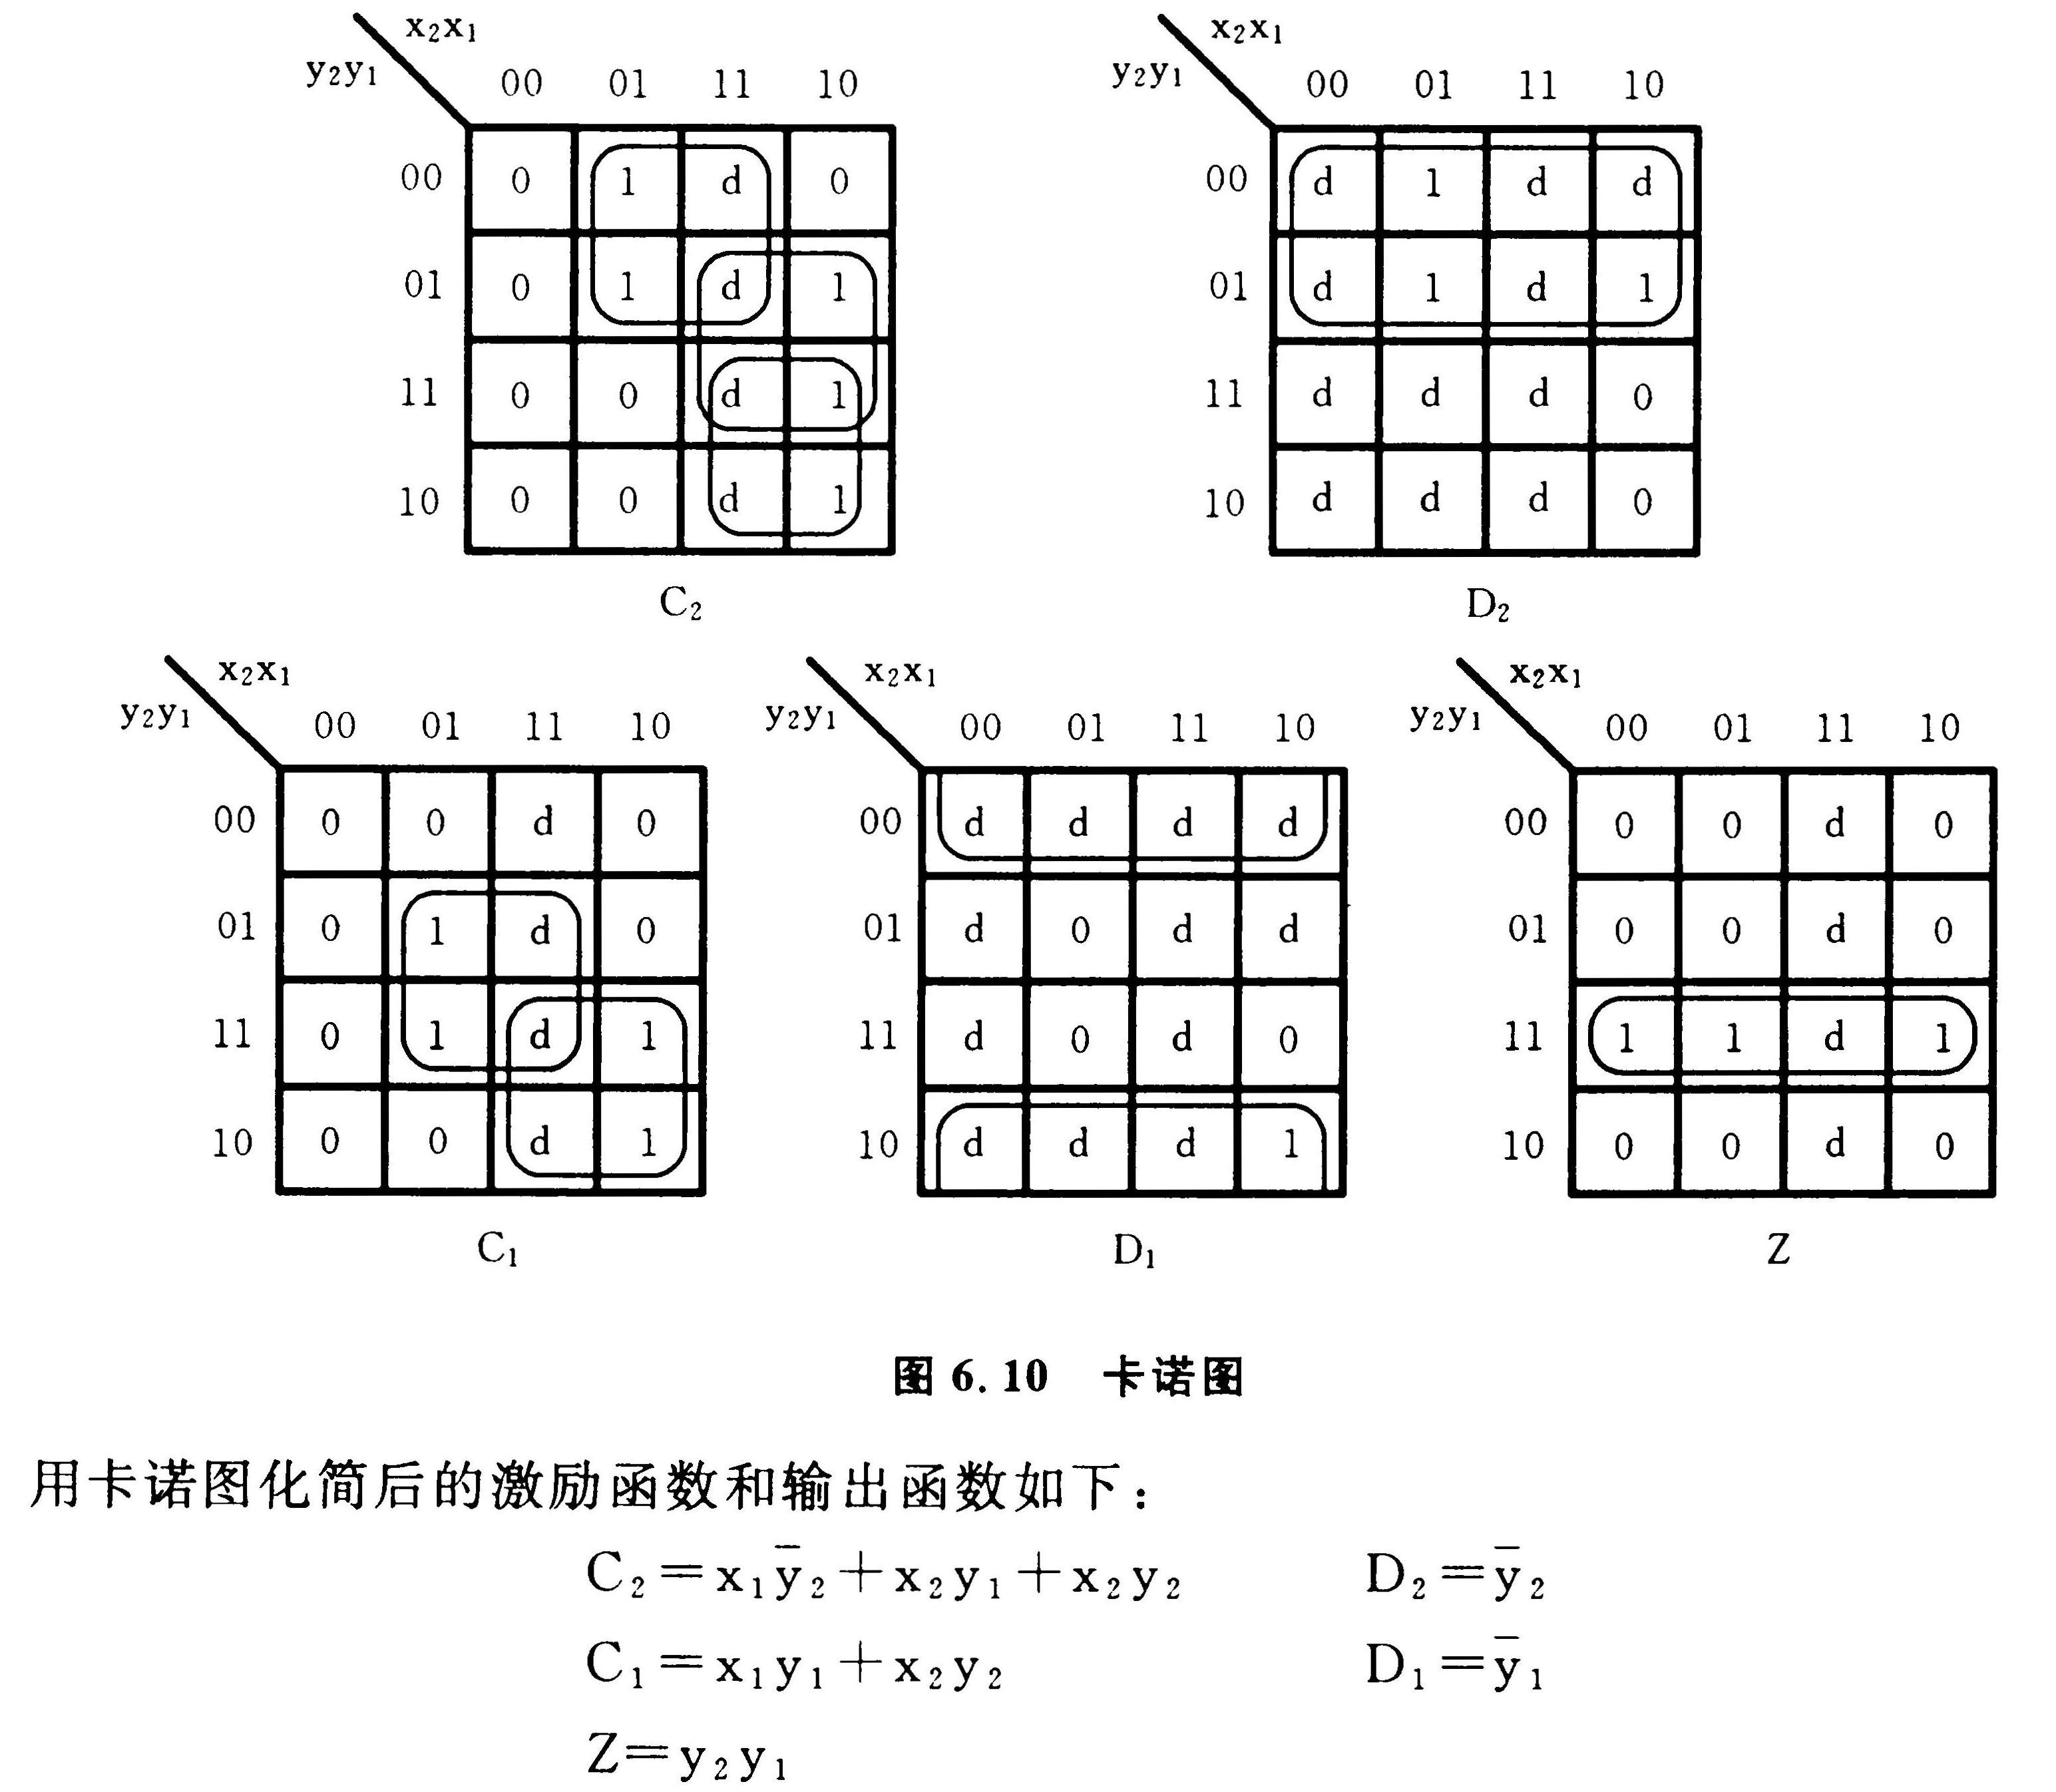 x₂x₁ x₂x₁
y₂y₁ 00 01 11 10 y₂y₁ 00 01 11 10
00 0 1 d 0 00 d 1 d d
01 0 1 d 1 01 d 1 d 1
11 0 0 d 1 11 d d d 0
10 0 0 d 1 10 d d d 0
C₂ D₂
x₂x₁ x₂x₁ x₂x₁
y₂y₁ 00 01 11 10 y₂y₁ 00 01 11 10 y₂y₁ 00 01 11 10
00 0 0 d 0 00 d d d d 00 0 0 d 0
01 0 1 d 0 01 d 0 d d 01 0 0 d 0
11 0 1 d 1 11 d 0 d 0 11 1 1 d 1
10 0 0 d 1 10 d d d 1 10 0 0 d 0
C₁ D₁ Z
图 6.10 卡诺图
用卡诺图化简后的激励函数和输出函数如下：
C₂=x₁y̅₂+x₂y₁+x₂y₂ D₂=y̅₂
C₁=x₁y₁+x₂y₂ D₁=y̅₁
Z=y₂y₁